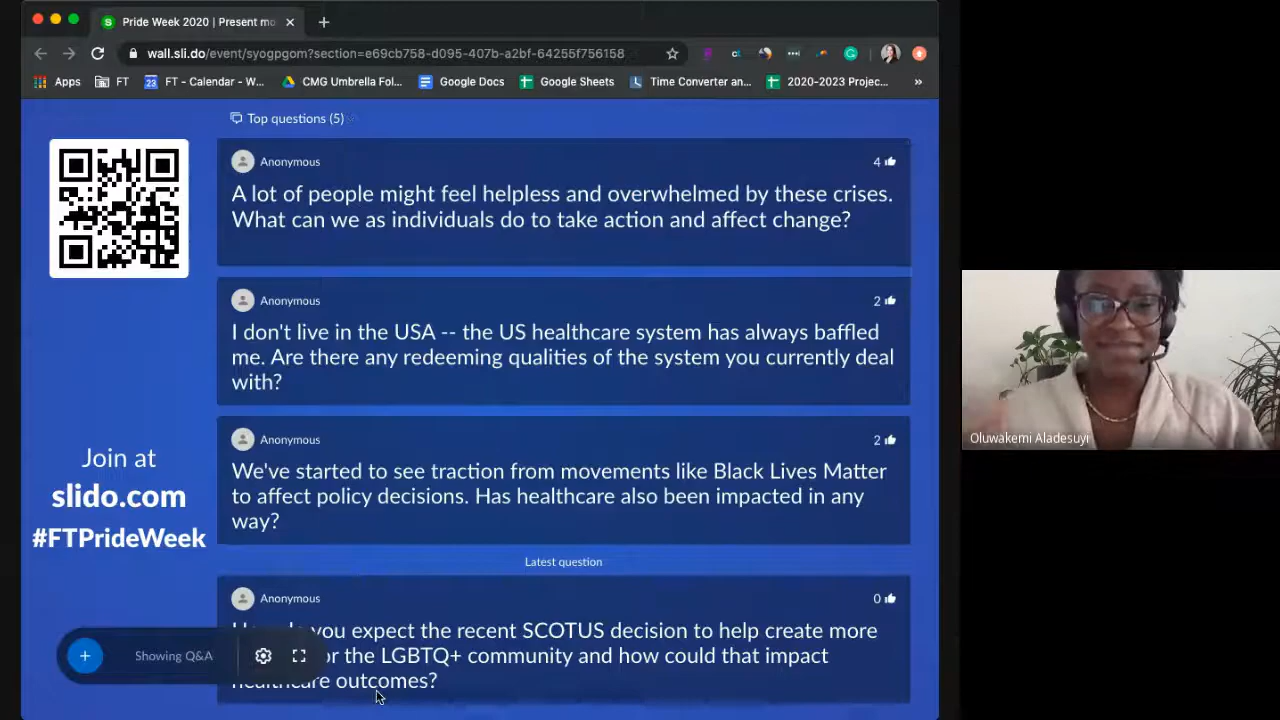 Pride Week 2020 | Present mo
wall.sli.do/event/syogpgom?section=e69cb758-d095-407b-a2bf-64255f756158
Apps
FT
23
FT - Calendar - W...
CMG Umbrella Fol...
Google Docs
Google Sheets
Time Converter an...
2020-2023 Projec...
»
Top questions (5)
Anonymous
4
A lot of people might feel helpless and overwhelmed by these crises.
What can we as individuals do to take action and affect change?
Anonymous
2
I don't live in the USA -- the US healthcare system has always baffled
me. Are there any redeeming qualities of the system you currently deal
with?
Anonymous
2
We've started to see traction from movements like Black Lives Matter
to affect policy decisions. Has healthcare also been impacted in any
way?
Join at
slido.com
#FTPrideWeek
Latest question
Anonymous
0
you expect the recent SCOTUS decision to help create more
or the LGBTQ+ community and how could that impact
healthcare outcomes?
Showing Q&A
Oluwakemi Aladesuyi